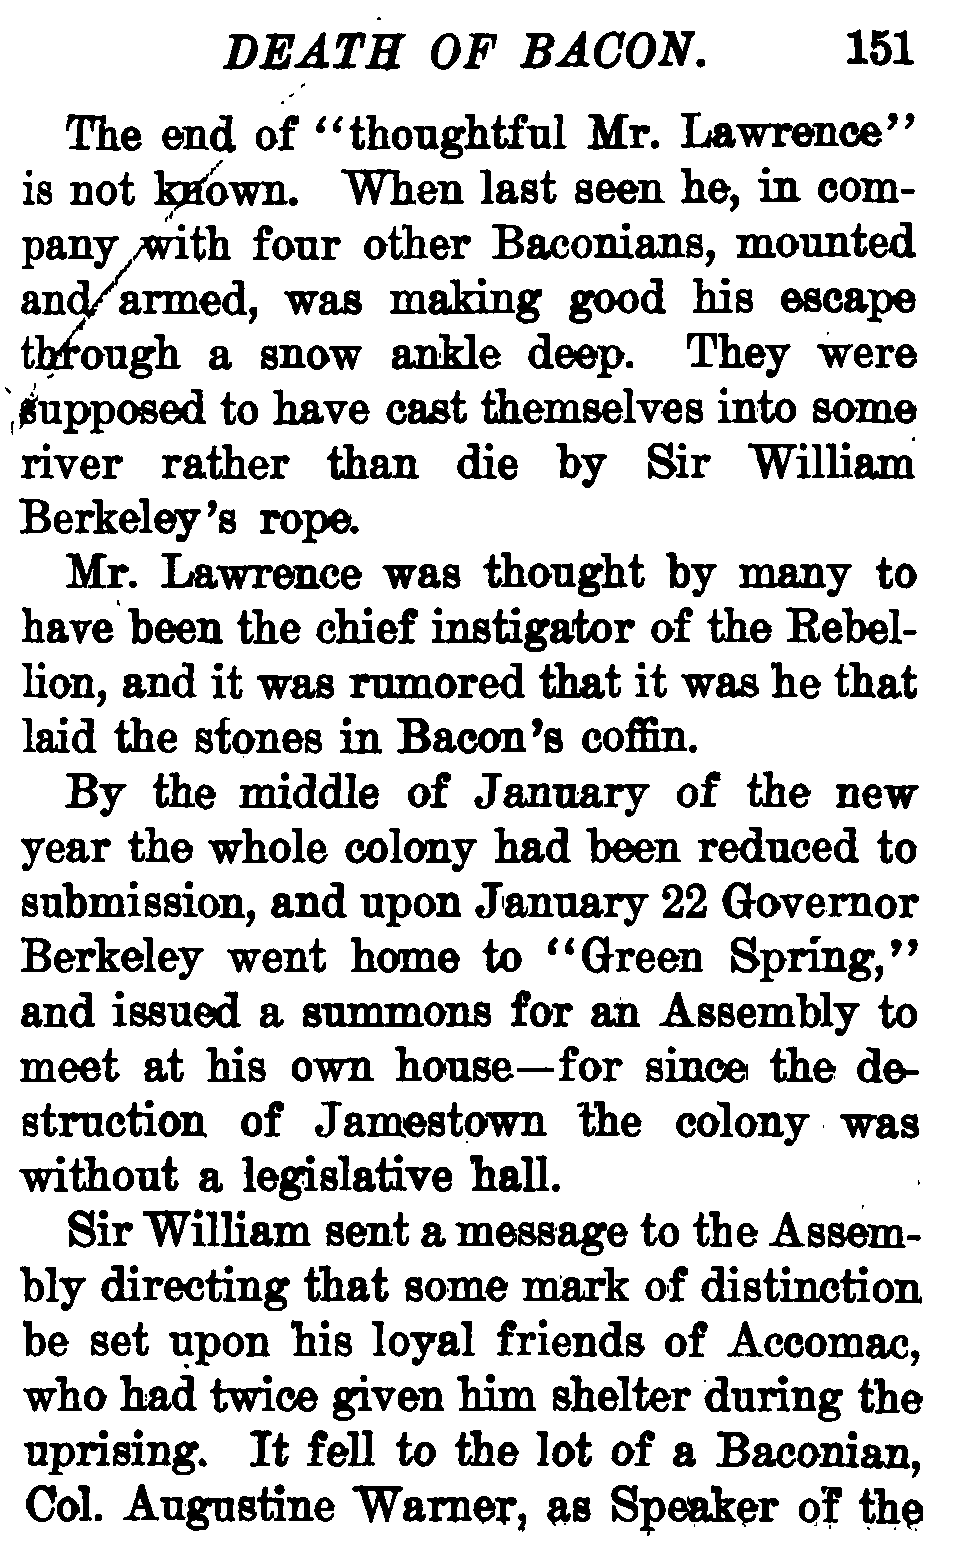 DEATH OF BACON. 151
The end of "thoughtful Mr. Lawrence"
is not known. When last seen he, in com-
pany with four other Baconians, mounted
and armed, was making good his escape
through a snow ankle deep. They were
supposed to have cast themselves into some
river rather than die by Sir William
Berkeley's rope.
Mr. Lawrence was thought by many to
have been the chief instigator of the Rebel-
lion, and it was rumored that it was he that
laid the stones in Bacon's coffin.
By the middle of January of the new
year the whole colony had been reduced to
submission, and upon January 22 Governor
Berkeley went home to "Green Spring,"
and issued a summons for an Assembly to
meet at his own house—for since the de-
struction of Jamestown the colony was
without a legislative hall.
Sir William sent a message to the Assem-
bly directing that some mark of distinction
be set upon his loyal friends of Accomac,
who had twice given him shelter during the
uprising. It fell to the lot of a Baconian,
Col. Augustine Warner, as Speaker of the